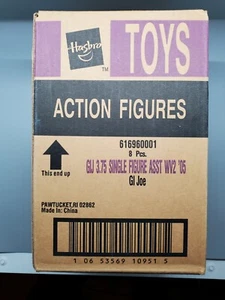 Hasbro
TM
TOYS
ACTION FIGURES
616960001
8 Pcs.
GIJ 3.75 SINGLE FIGURE ASST WV2 '05
GI Joe
This end up
PAWTUCKET,RI 02862
Made In: China
1 06 53569 10951 5